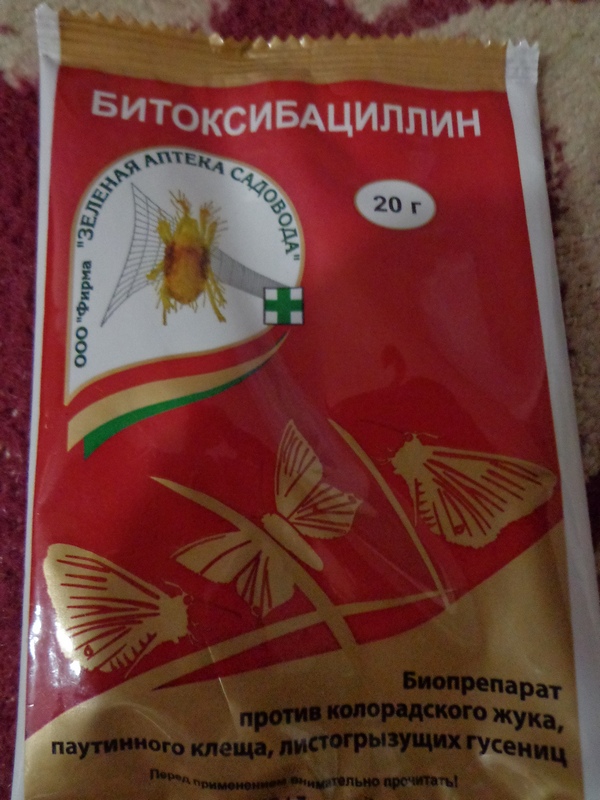 БИТОКСИБАЦИЛЛИН
ООО "Фирма "ЗЕЛЕНАЯ АПТЕКА САДОВОДА"
20 г
Биопрепарат
против колорадского жука,
паутинного клеща, листогрызущих гусениц
Перед применением внимательно прочитать!